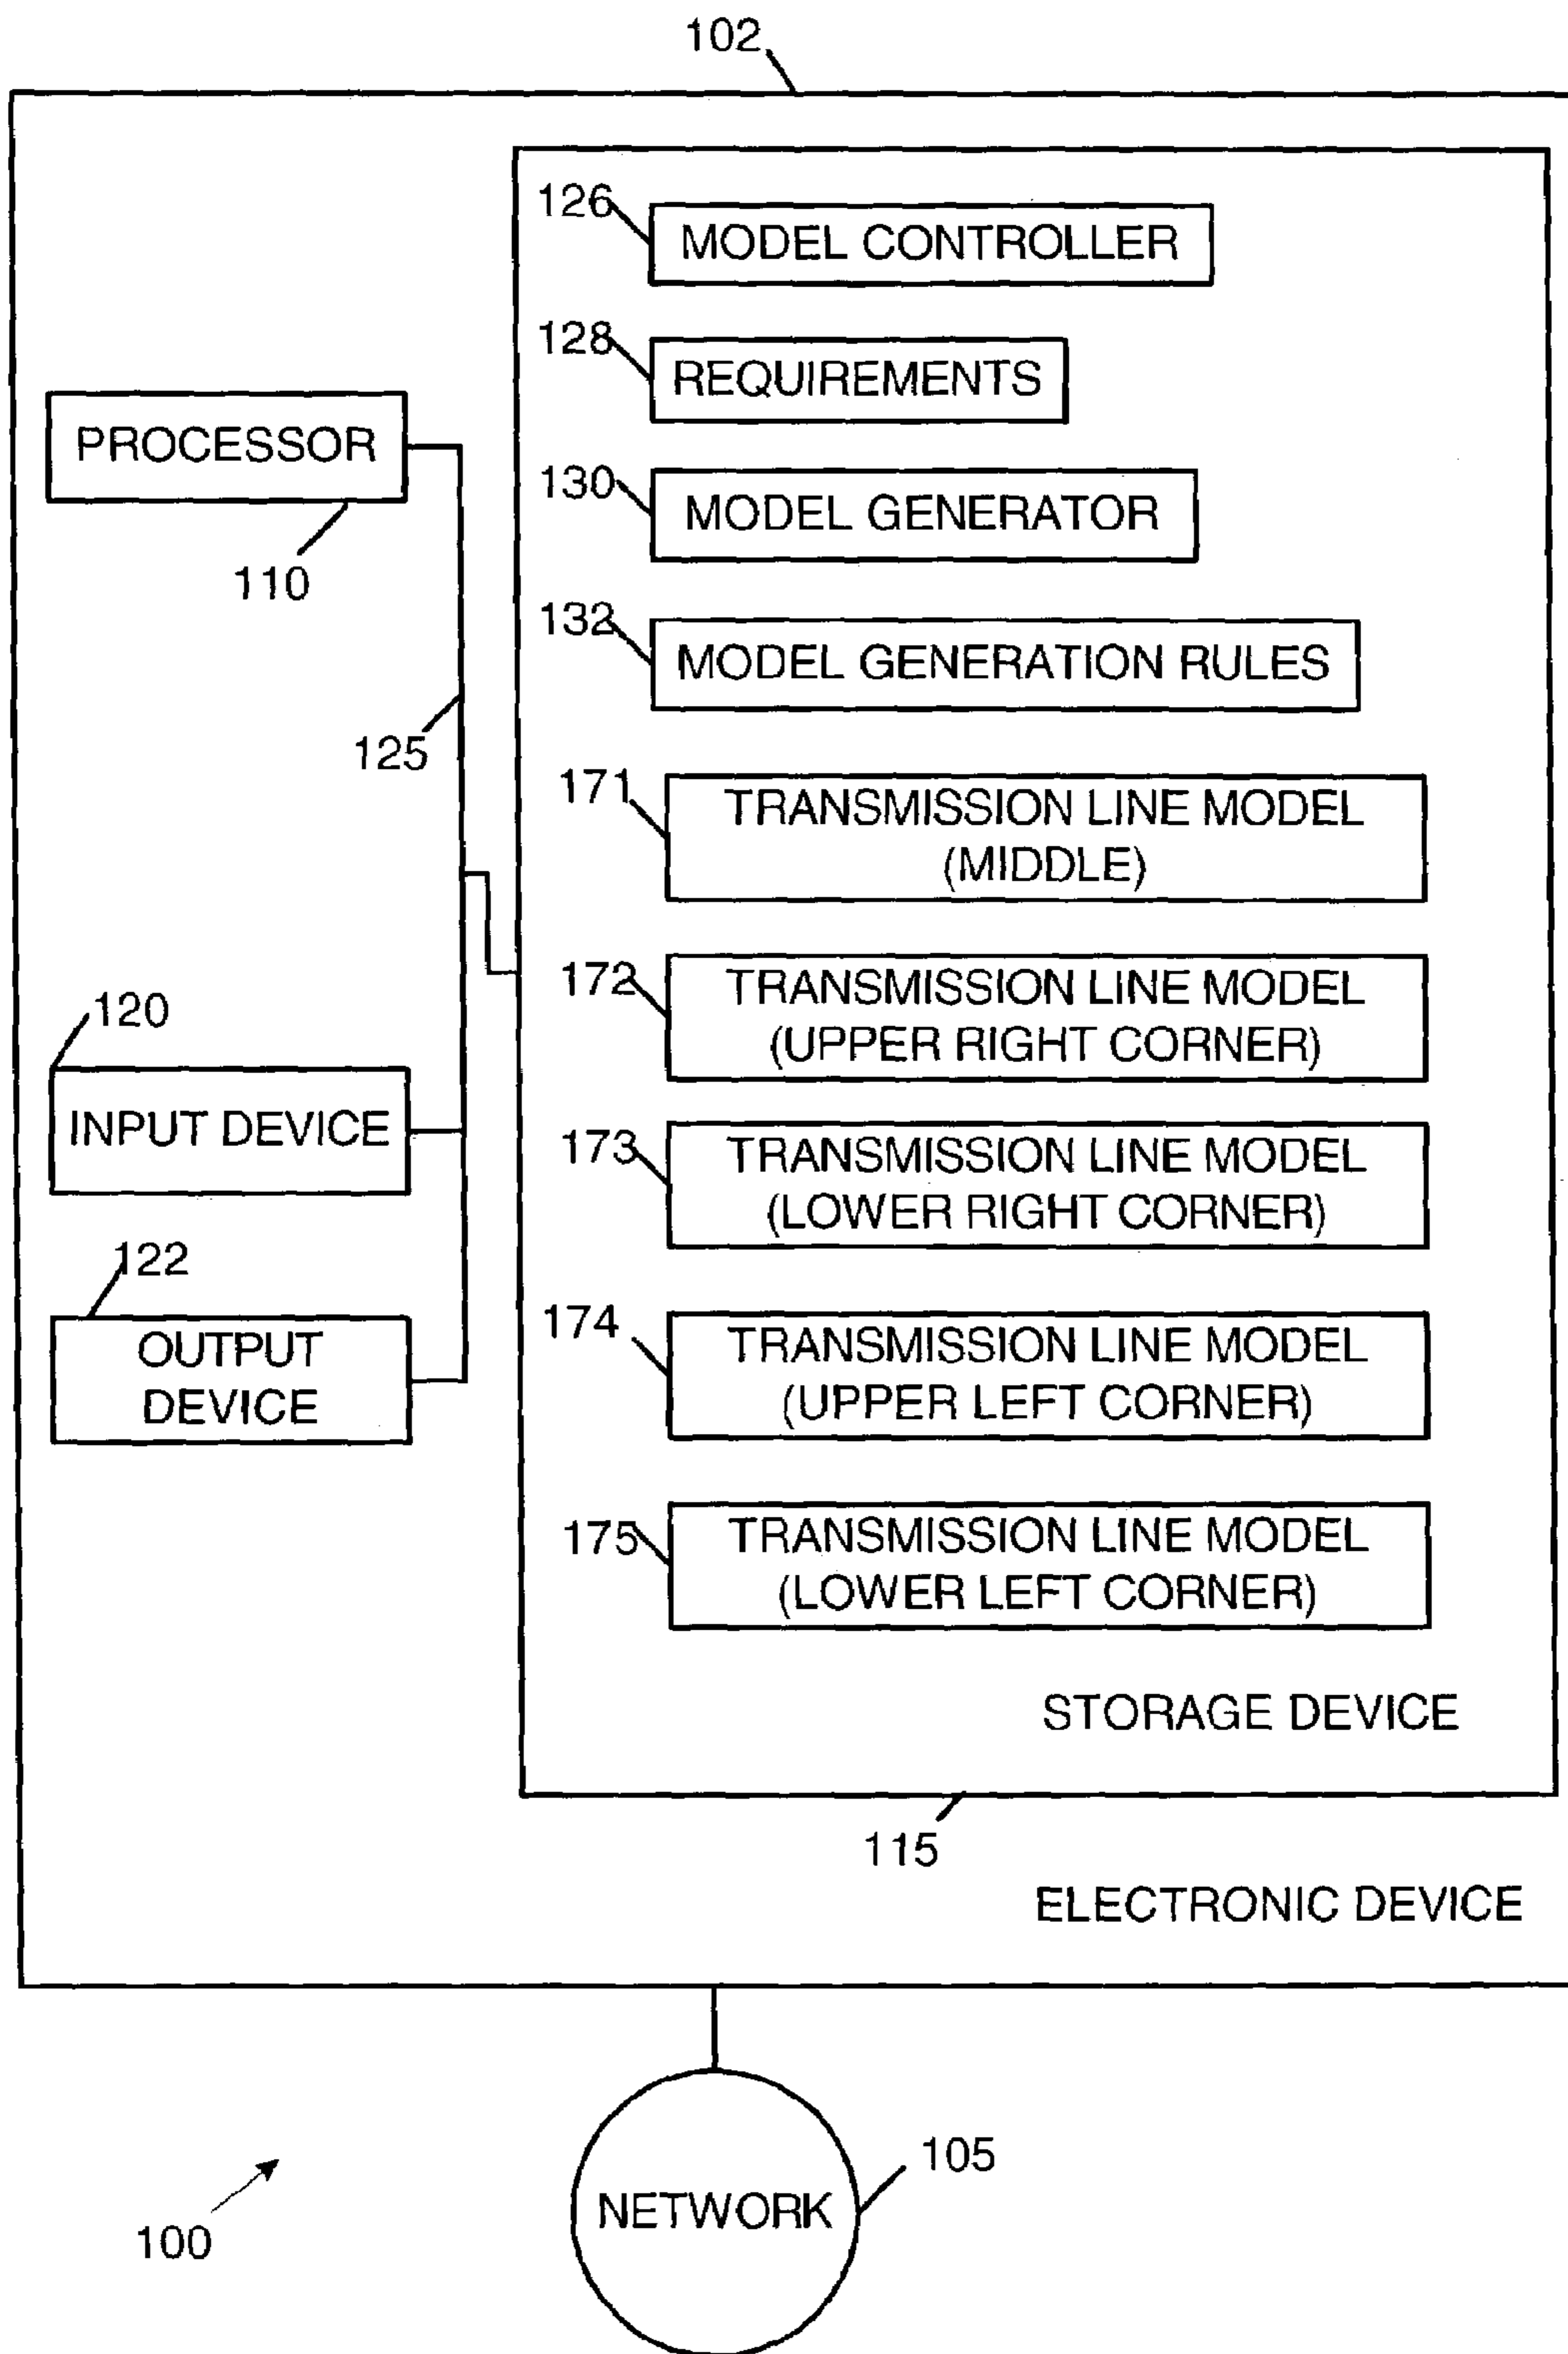 102
126
MODEL CONTROLLER
128
REQUIREMENTS
PROCESSOR
110
130
MODEL GENERATOR
132
MODEL GENERATION RULES
125
171
TRANSMISSION LINE MODEL
(MIDDLE)
172
TRANSMISSION LINE MODEL
(UPPER RIGHT CORNER)
120
INPUT DEVICE
173
TRANSMISSION LINE MODEL
(LOWER RIGHT CORNER)
122
OUTPUT
DEVICE
174
TRANSMISSION LINE MODEL
(UPPER LEFT CORNER)
175
TRANSMISSION LINE MODEL
(LOWER LEFT CORNER)
STORAGE DEVICE
115
ELECTRONIC DEVICE
NETWORK
105
100